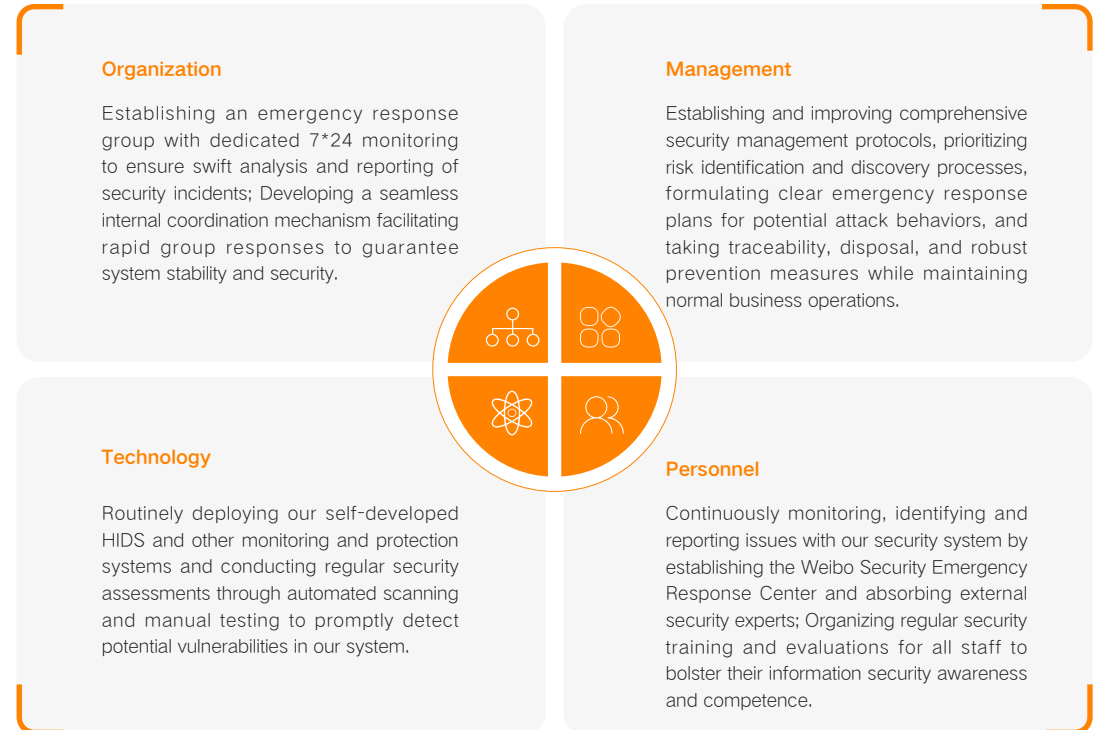 Organization
Establishing an emergency response
group with dedicated 7*24 monitoring
to ensure swift analysis and reporting of
security incidents; Developing a seamless
internal coordination mechanism facilitating
rapid group responses to guarantee
system stability and security.
Management
Establishing and improving comprehensive
security management protocols, prioritizing
risk identification and discovery processes,
formulating clear emergency response
plans for potential attack behaviors, and
taking traceability, disposal, and robust
prevention measures while maintaining
normal business operations.
Technology
Routinely deploying our self-developed
HIDS and other monitoring and protection
systems and conducting regular security
assessments through automated scanning
and manual testing to promptly detect
potential vulnerabilities in our system.
Personnel
Continuously monitoring, identifying and
reporting issues with our security system by
establishing the Weibo Security Emergency
Response Center and absorbing external
security experts; Organizing regular security
training and evaluations for all staff to
bolster their information security awareness
and competence.